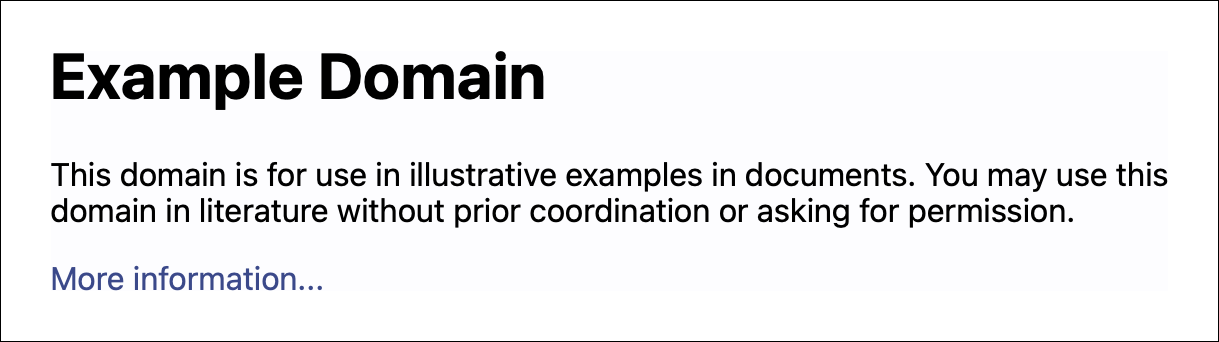 Example Domain
This domain is for use in illustrative examples in documents. You may use this
domain in literature without prior coordination or asking for permission.
More information...